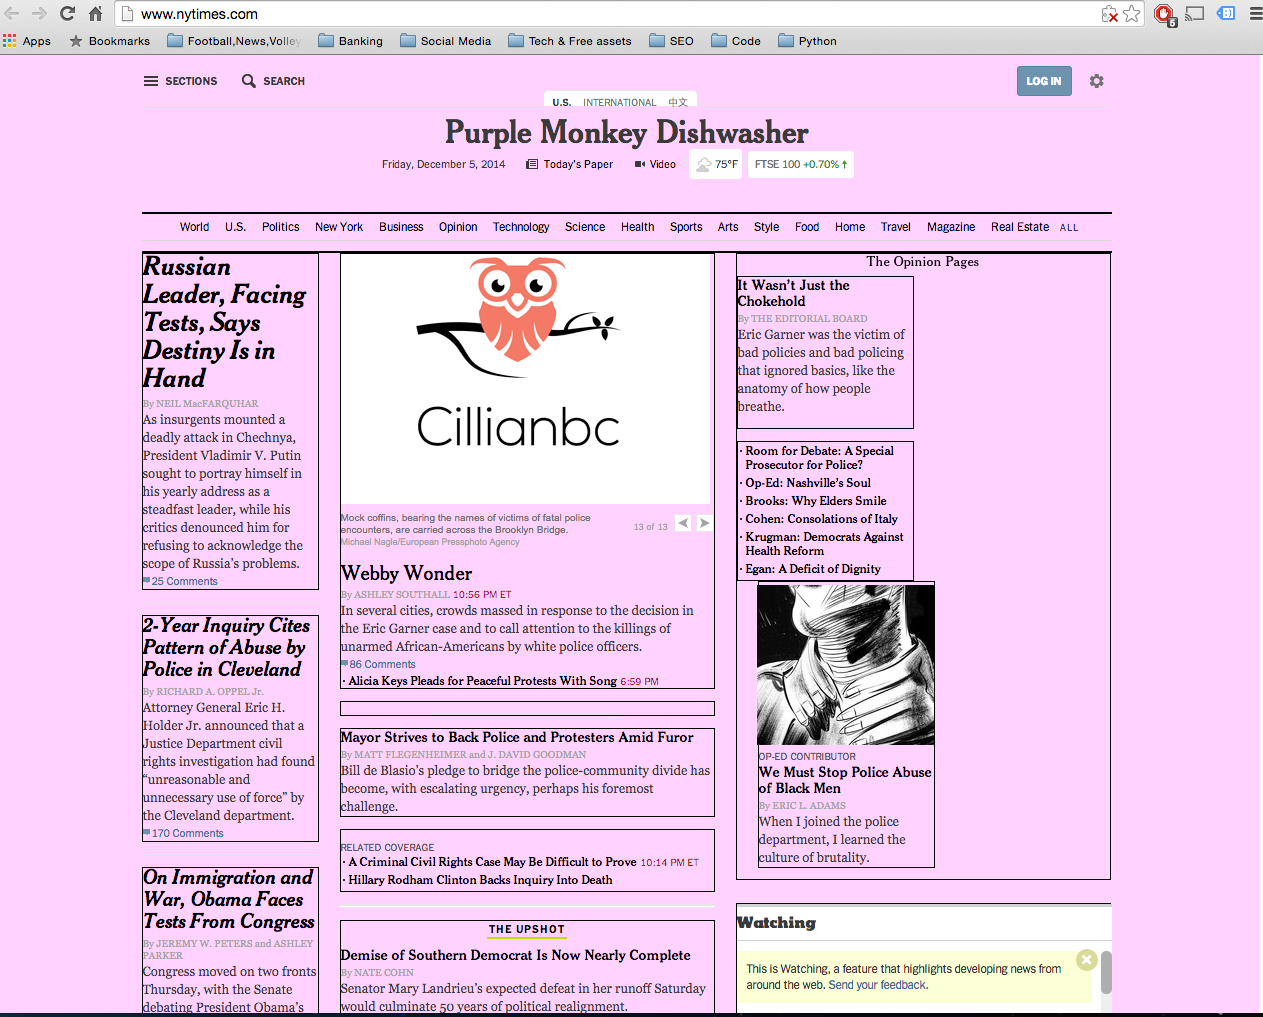 www.nytimes.com
Apps Bookmarks Football,News,Volley Banking Social Media Tech & Free assets SEO Code Python
SECTIONS SEARCH LOG IN
U.S. INTERNATIONAL 中文
Purple Monkey Dishwasher
Friday, December 5, 2014 Today's Paper Video 75°F FTSE 100 +0.70% ↑
World U.S. Politics New York Business Opinion Technology Science Health Sports Arts Style Food Home Travel Magazine Real Estate ALL
Russian
Leader, Facing
Tests, Says
Destiny Is in
Hand
By NEIL MacFARQUHAR
As insurgents mounted a
deadly attack in Chechnya,
President Vladimir V. Putin
sought to portray himself in
his yearly address as a
steadfast leader, while his
critics denounced him for
refusing to acknowledge the
scope of Russia's problems.
25 Comments
2-Year Inquiry Cites
Pattern of Abuse by
Police in Cleveland
By RICHARD A. OPPEL Jr.
Attorney General Eric H.
Holder Jr. announced that a
Justice Department civil
rights investigation had found
“unreasonable and
unnecessary use of force” by
the Cleveland department.
170 Comments
On Immigration and
War, Obama Faces
Tests From Congress
By JEREMY W. PETERS and ASHLEY
PARKER
Congress moved on two fronts
Thursday, with the Senate
debating President Obama's
Cillianbc
Mock coffins, bearing the names of victims of fatal police
encounters, are carried across the Brooklyn Bridge.
Michael Nagle/European Pressphoto Agency
13 of 13
Webby Wonder
By ASHLEY SOUTHALL 10:56 PM ET
In several cities, crowds massed in response to the decision in
the Eric Garner case and to call attention to the killings of
unarmed African-Americans by white police officers.
86 Comments
· Alicia Keys Pleads for Peaceful Protests With Song 6:59 PM
Mayor Strives to Back Police and Protesters Amid Furor
By MATT FLEGENHEIMER and J. DAVID GOODMAN
Bill de Blasio's pledge to bridge the police-community divide has
become, with escalating urgency, perhaps his foremost
challenge.
RELATED COVERAGE
· A Criminal Civil Rights Case May Be Difficult to Prove 10:14 PM ET
· Hillary Rodham Clinton Backs Inquiry Into Death
THE UPSHOT
Demise of Southern Democrat Is Now Nearly Complete
By NATE COHN
Senator Mary Landrieu's expected defeat in her runoff Saturday
would culminate 50 years of political realignment.
The Opinion Pages
It Wasn't Just the
Chokehold
By THE EDITORIAL BOARD
Eric Garner was the victim of
bad policies and bad policing
that ignored basics, like the
anatomy of how people
breathe.
· Room for Debate: A Special
Prosecutor for Police?
· Op-Ed: Nashville's Soul
· Brooks: Why Elders Smile
· Cohen: Consolations of Italy
· Krugman: Democrats Against
Health Reform
· Egan: A Deficit of Dignity
OP-ED CONTRIBUTOR
We Must Stop Police Abuse
of Black Men
By ERIC L. ADAMS
When I joined the police
department, I learned the
culture of brutality.
Watching
This is Watching, a feature that highlights developing news from
around the web. Send your feedback.